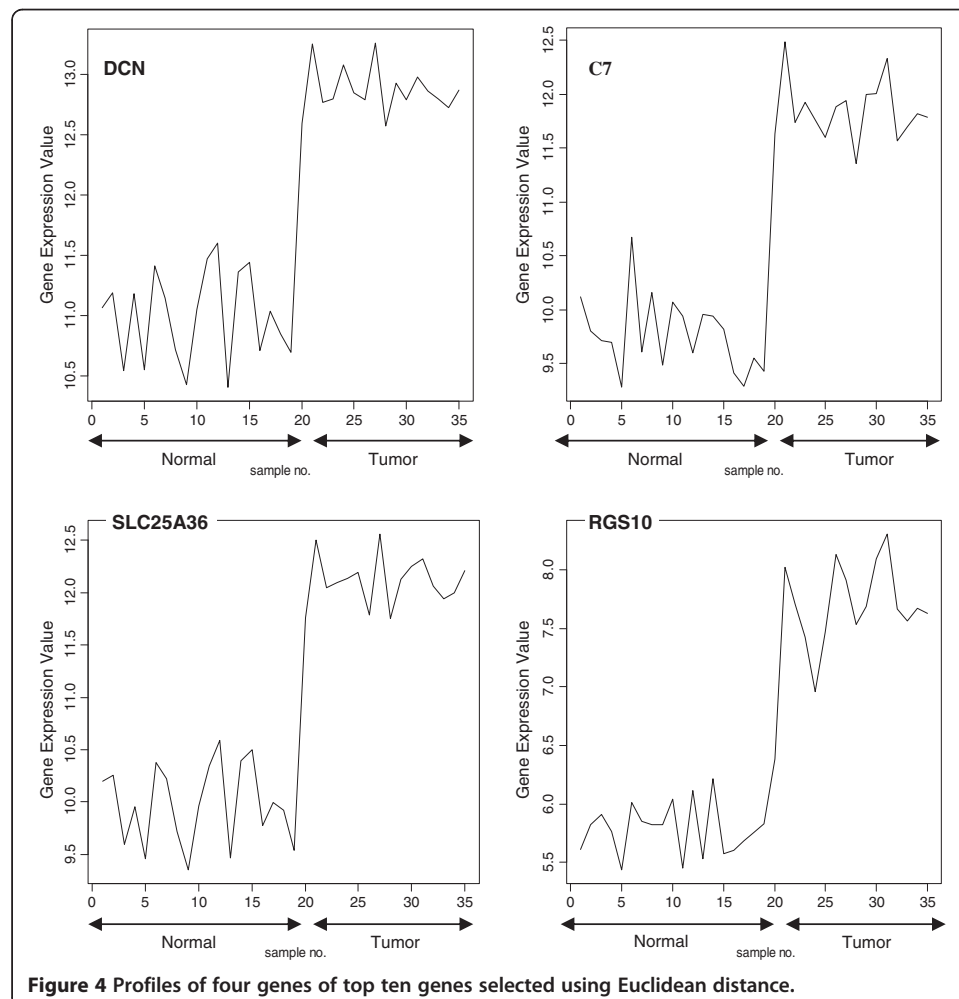 DCN
Gene Expression Value
10.5 11.0 11.5 12.0 12.5 13.0
0 5 10 15 20 25 30 35
Normal Tumor
sample no.
C7
Gene Expression Value
9.5 10.0 10.5 11.0 11.5 12.0 12.5
0 5 10 15 20 25 30 35
Normal Tumor
sample no.
SLC25A36
Gene Expression Value
9.5 10.0 10.5 11.0 11.5 12.0 12.5
0 5 10 15 20 25 30 35
Normal Tumor
sample no.
RGS10
Gene Expression Value
5.5 6.0 6.5 7.0 7.5 8.0
0 5 10 15 20 25 30 35
Normal Tumor
sample no.
Figure 4 Profiles of four genes of top ten genes selected using Euclidean distance.